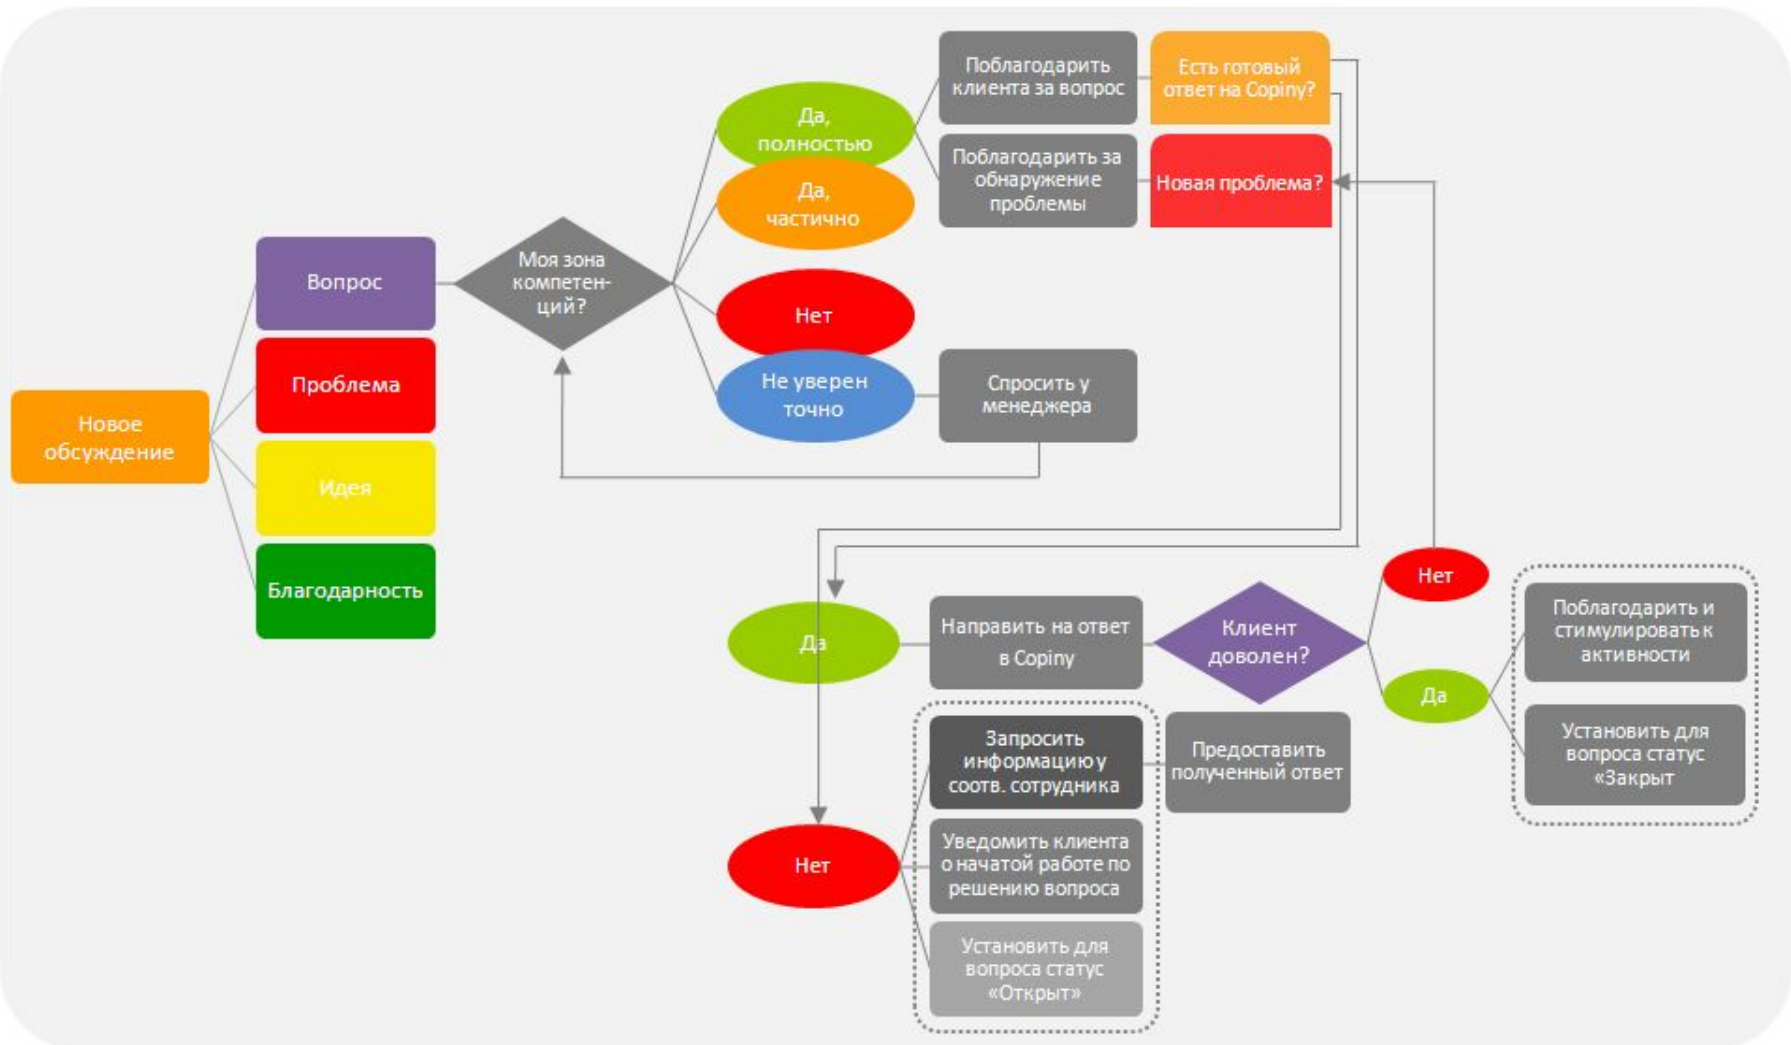 Поблагодарить
клиента за вопрос
Есть готовый
ответ на Copiny?
Да,
полностью
Поблагодарить за
обнаружение
проблемы
Новая проблема?
Да,
частично
Моя зона
компетен-
ций?
Вопрос
Нет
Проблема
Не уверен
точно
Спросить у
менеджера
Новое
обсуждение
Идея
Благодарность
Нет
Поблагодарить и
стимулировать к
активности
Да
Направить на ответ
в Copiny
Клиент
доволен?
Да
Запросить
информацию у
соотв. сотрудника
Предоставить
полученный ответ
Установить для
вопроса статус
«Закрыт
Нет
Уведомить клиента
о начатой работе по
решению вопроса
Установить для
вопроса статус
«Открыт»